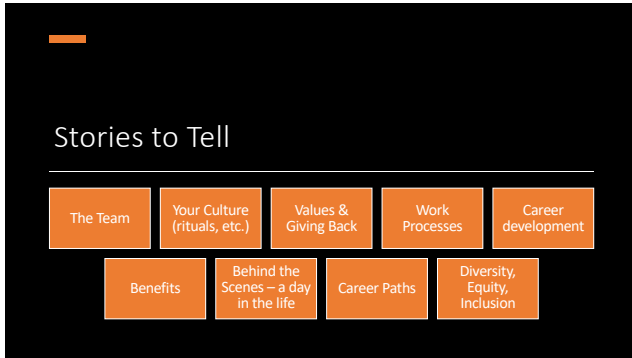 Stories to Tell
The Team
Your Culture
(rituals, etc.)
Values &
Giving Back
Work
Processes
Career
development
Benefits
Behind the
Scenes – a day
in the life
Career Paths
Diversity,
Equity,
Inclusion